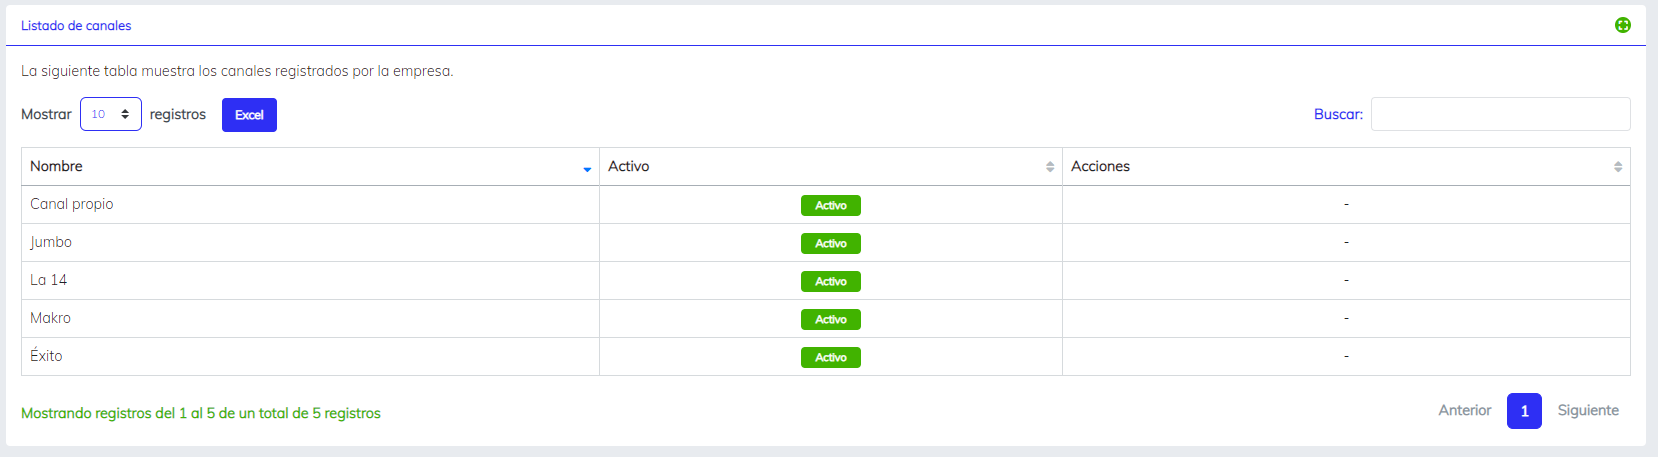 Listado de canales
La siguiente tabla muestra los canales registrados por la empresa.
Mostrar 10 registros Excel Buscar:
Nombre Activo Acciones
Canal propio Activo -
Jumbo Activo -
La 14 Activo -
Makro Activo -
Éxito Activo -
Mostrando registros del 1 al 5 de un total de 5 registros
Anterior 1 Siguiente